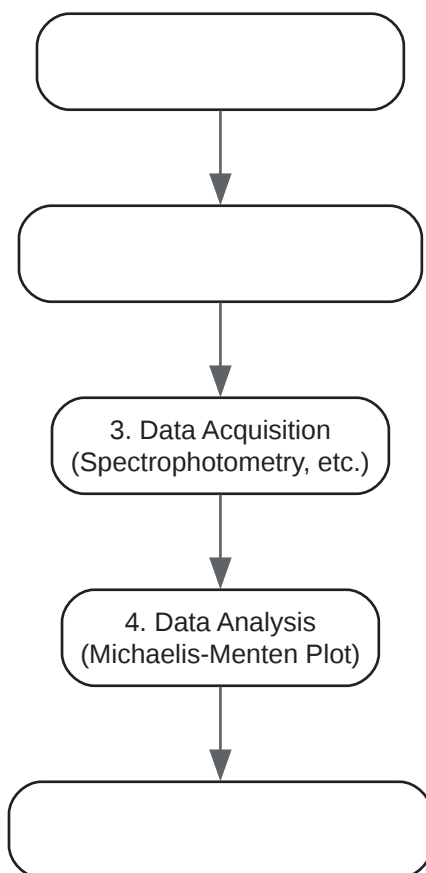 3. Data Acquisition
(Spectrophotometry, etc.)
4. Data Analysis
(Michaelis-Menten Plot)